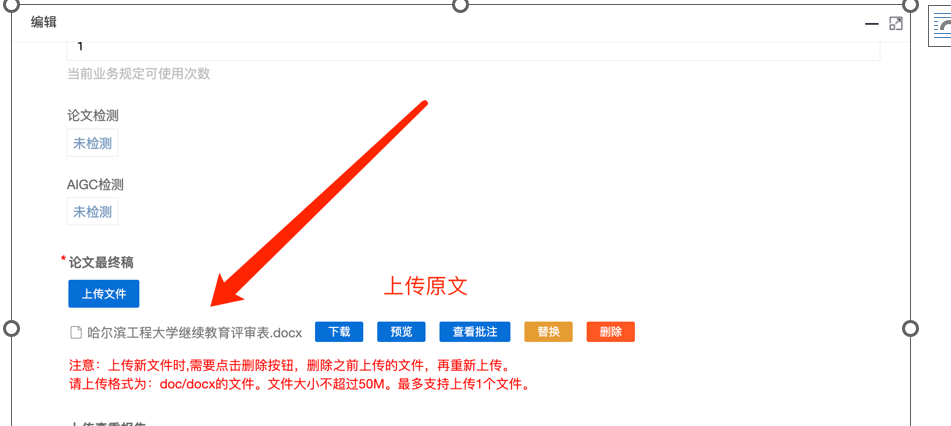 编辑
1
当前业务规定可使用次数
论文检测
未检测
AIGC检测
未检测
*论文最终稿
上传文件
上传原文
哈尔滨工程大学继续教育评审表.docx 下载 预览 查看批注 替换 删除
注意：上传新文件时,需要点击删除按钮，删除之前上传的文件，再重新上传。
请上传格式为：doc/docx的文件。文件大小不超过50M。最多支持上传1个文件。